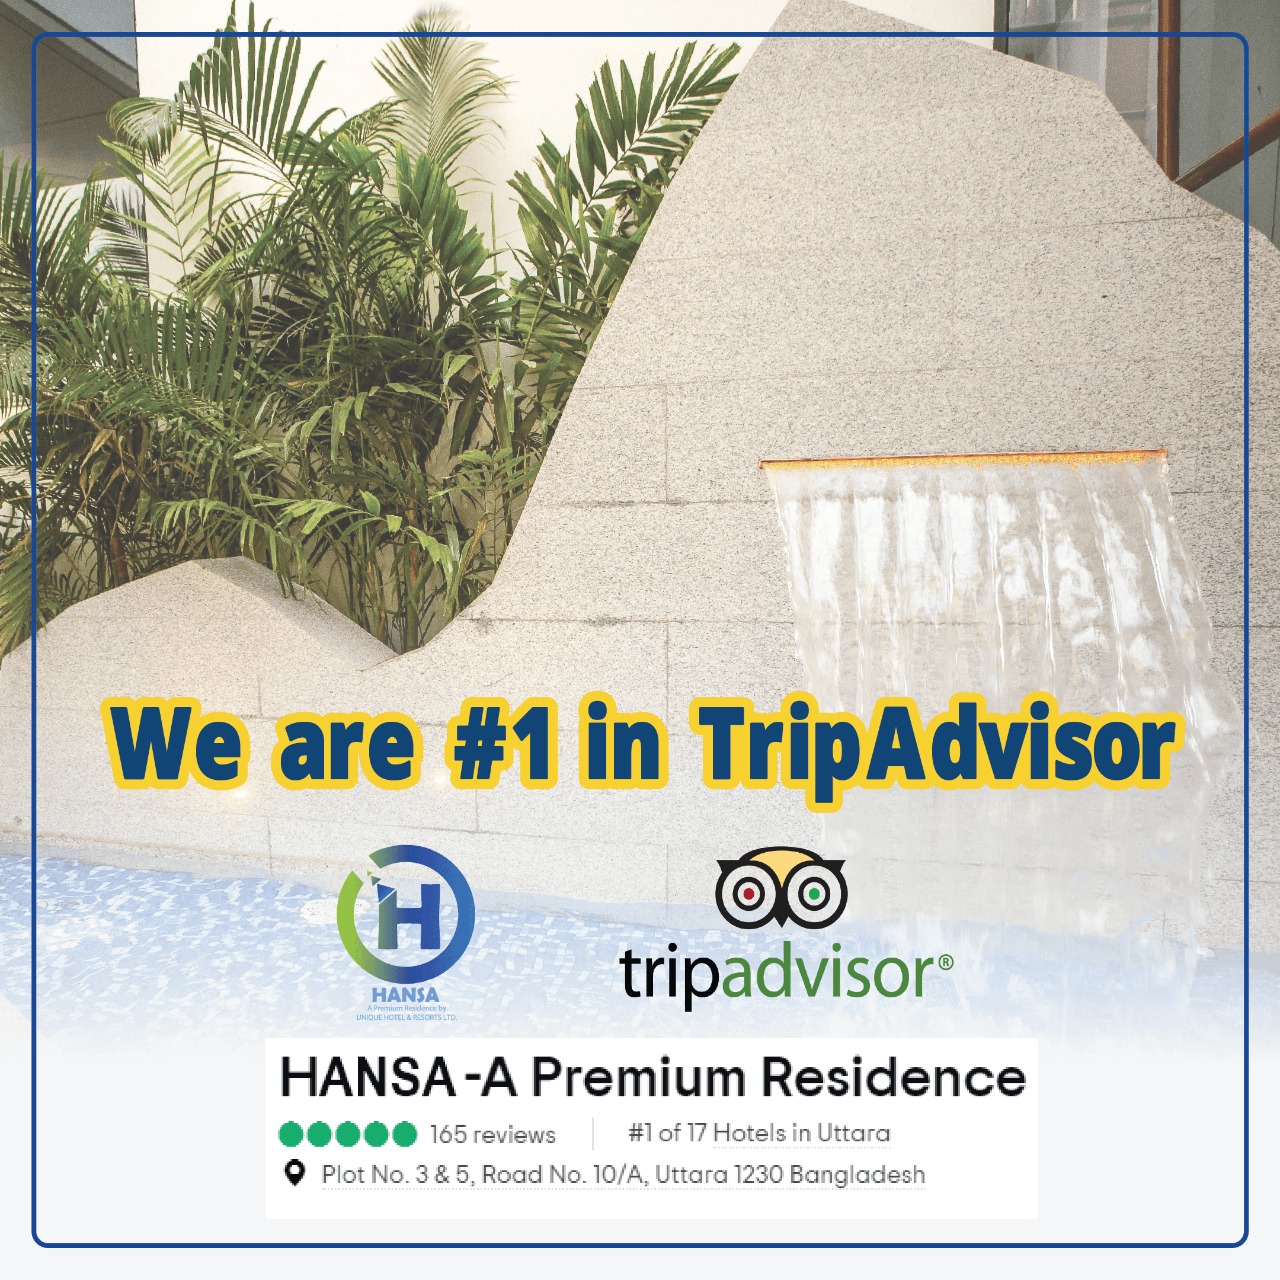 We are #1 in TripAdvisor
H
HANSA
A Premium Residence by
UNIQUE HOTEL & RESORTS LTD.
tripadvisor®
HANSA -A Premium Residence
165 reviews #1 of 17 Hotels in Uttara
Plot No. 3 & 5, Road No. 10/A, Uttara 1230 Bangladesh